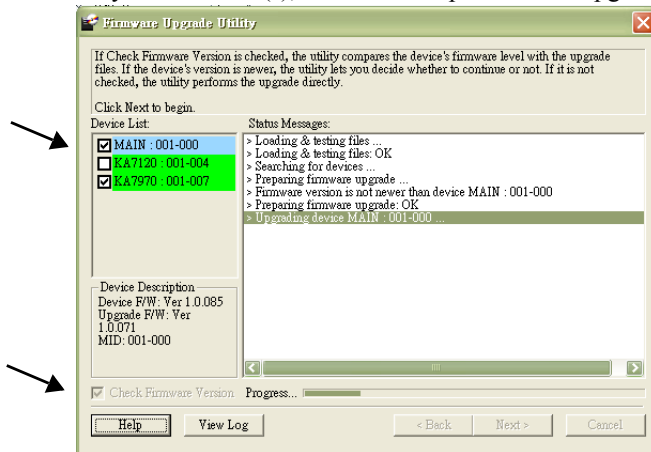 Firmware Upgrade Utility
If Check Firmware Version is checked, the utility compares the device's firmware level with the upgrade
files. If the device's version is newer, the utility lets you decide whether to continue or not. If it is not
checked, the utility performs the upgrade directly.
Click Next to begin.
Device List:
MAIN : 001-000
KA7120 : 001-004
KA7970 : 001-007
Status Messages:
> Loading & testing files ...
> Loading & testing files: OK
> Searching for devices ...
> Preparing firmware upgrade ...
> Firmware version is not newer than device MAIN : 001-000
> Preparing firmware upgrade: OK
> Upgrading device MAIN : 001-000 ...
Device Description
Device F/W: Ver 1.0.085
Upgrade F/W: Ver
1.0.071
MID: 001-000
Check Firmware Version Progress...
Help View Log < Back Next > Cancel